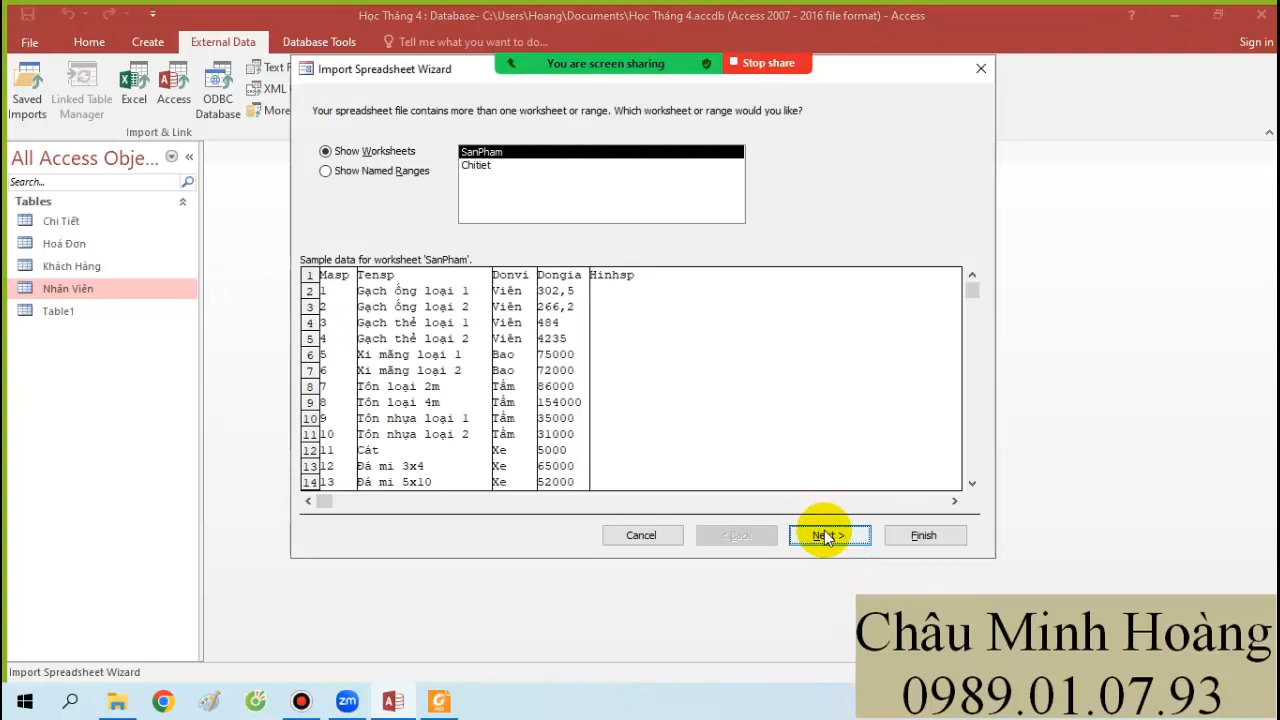 Học Tháng 4 : Database- C:\Users\Hoang\Documents\Học Tháng 4.accdb (Access 2007 - 2016 file format) - Access
File Home Create External Data Database Tools Tell me what you want to do... Sign in
You are screen sharing Stop share
Saved Imports
Linked Table Manager
Excel
Access
ODBC Database
Text F
XML
More
Import & Link
Import Spreadsheet Wizard
Your spreadsheet file contains more than one worksheet or range. Which worksheet or range would you like?
Show Worksheets
Show Named Ranges
SanPham
Chitiet
All Access Obje...
Search...
Tables
Chi Tiết
Hoá Đơn
Khách Hàng
Nhân Viên
Table1
Sample data for worksheet 'SanPham'.
1 Masp Tensp Donvi Dongia Hinhsp
2 1 Gạch ống loại 1 Viên 302,5
3 2 Gạch ống loại 2 Viên 266,2
4 3 Gạch thẻ loại 1 Viên 484
5 4 Gạch thẻ loại 2 Viên 4235
6 5 Xi măng loại 1 Bao 75000
7 6 Xi măng loại 2 Bao 72000
8 7 Tôn loại 2m Tấm 86000
9 8 Tôn loại 4m Tấm 154000
10 9 Tôn nhựa loại 1 Tấm 35000
11 10 Tôn nhựa loại 2 Tấm 31000
12 11 Cát Xe 5000
13 12 Đá mi 3x4 Xe 65000
14 13 Đá mi 5x10 Xe 52000
Cancel < Back Next > Finish
Châu Minh Hoàng
0989.01.07.93
Import Spreadsheet Wizard
zm